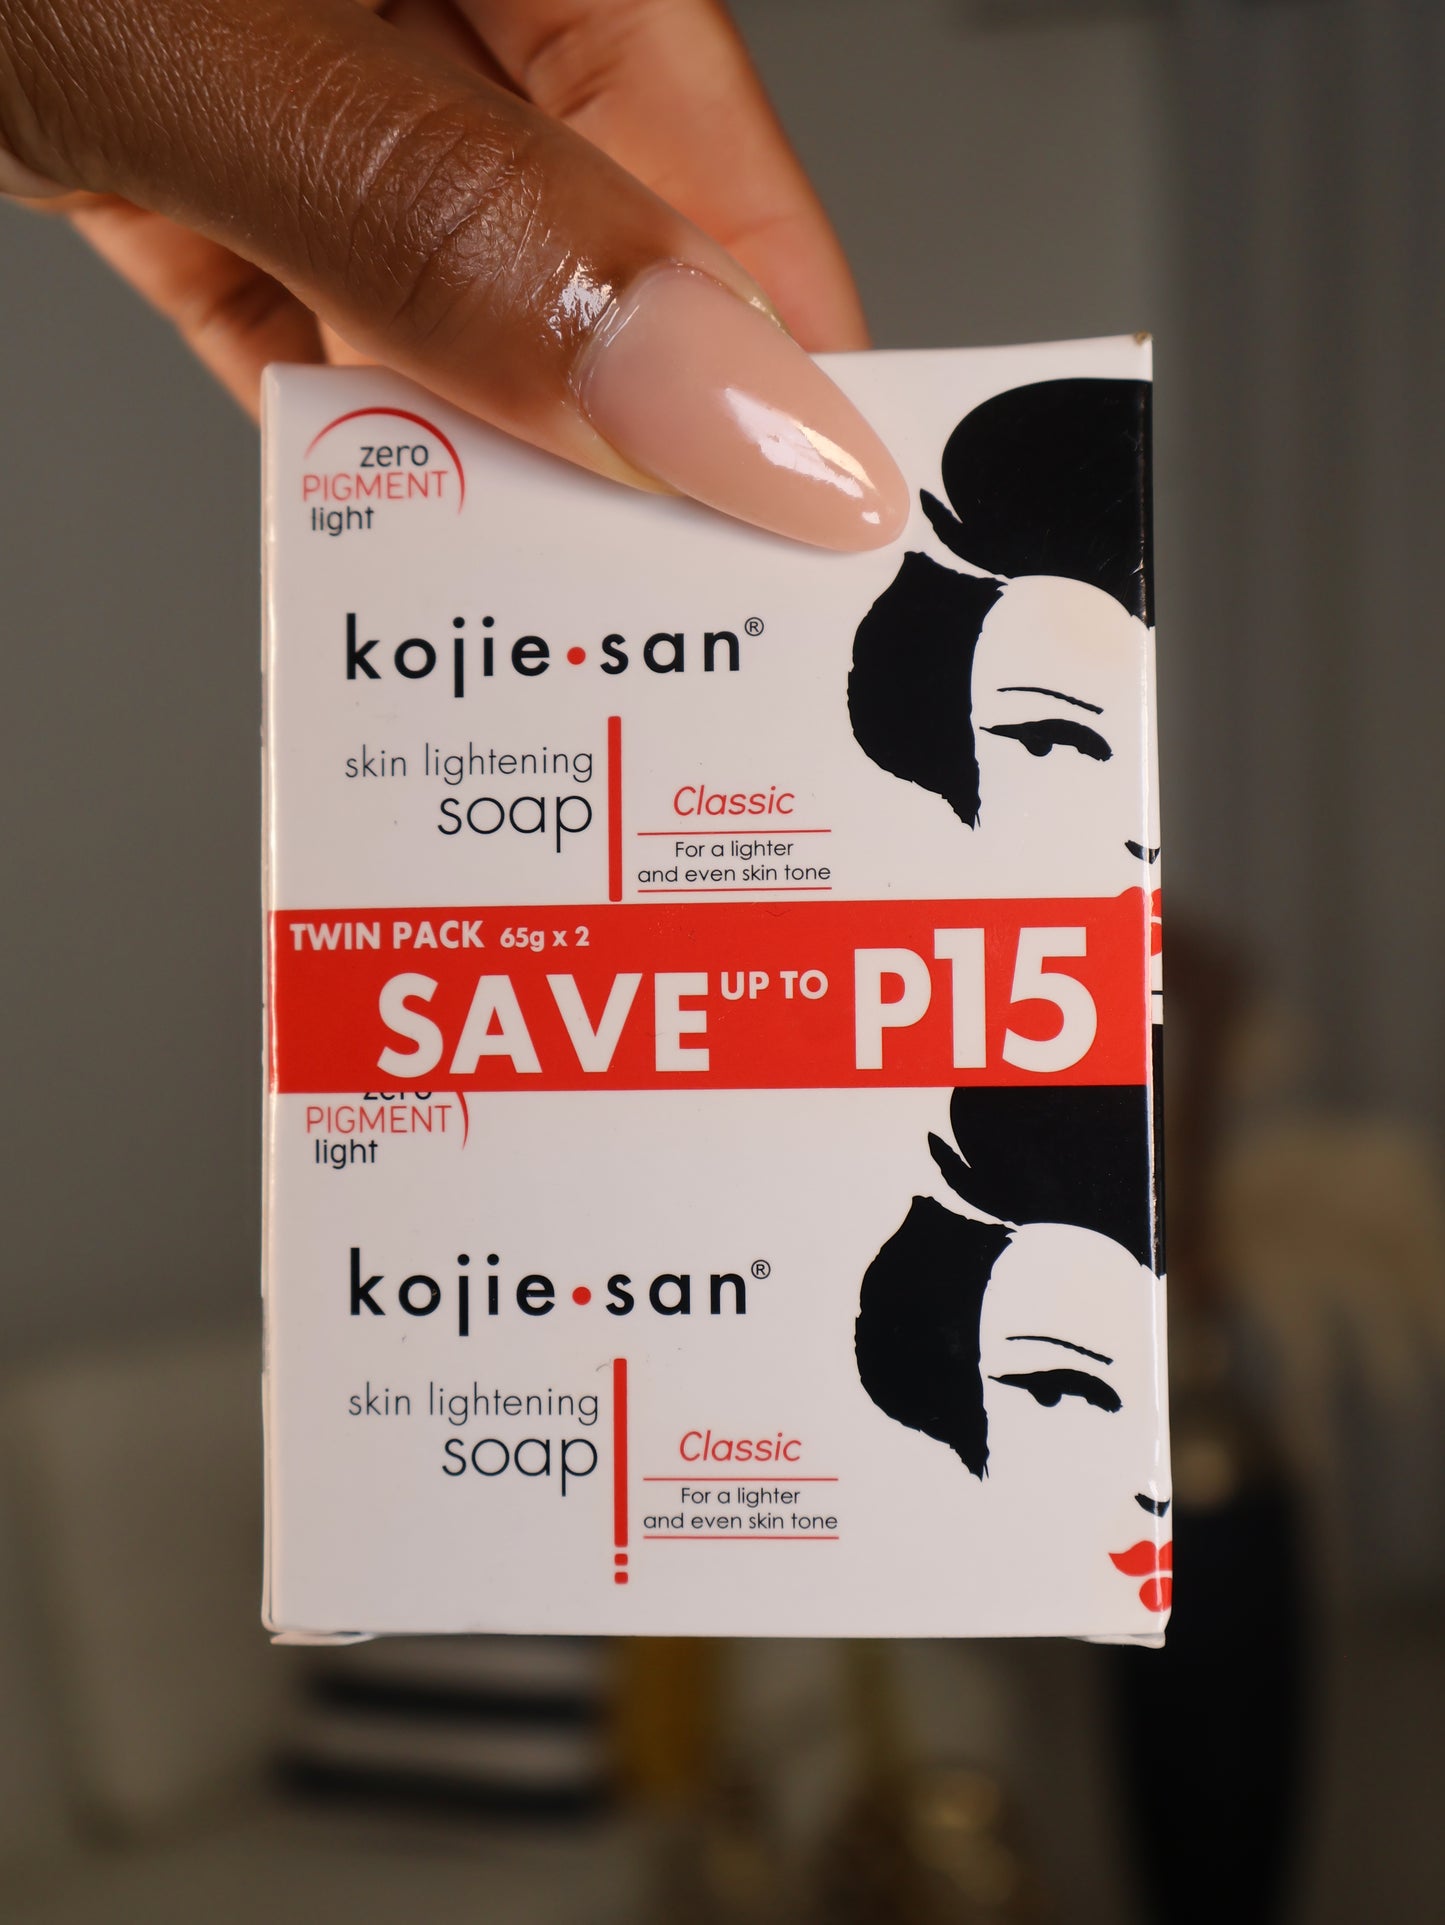 zero
PIGMENT
light
kojie•san®
skin lightening
soap
Classic
For a lighter
and even skin tone
TWIN PACK 65g x 2
SAVE UP TO P15
zero
PIGMENT
light
kojie•san®
skin lightening
soap
Classic
For a lighter
and even skin tone